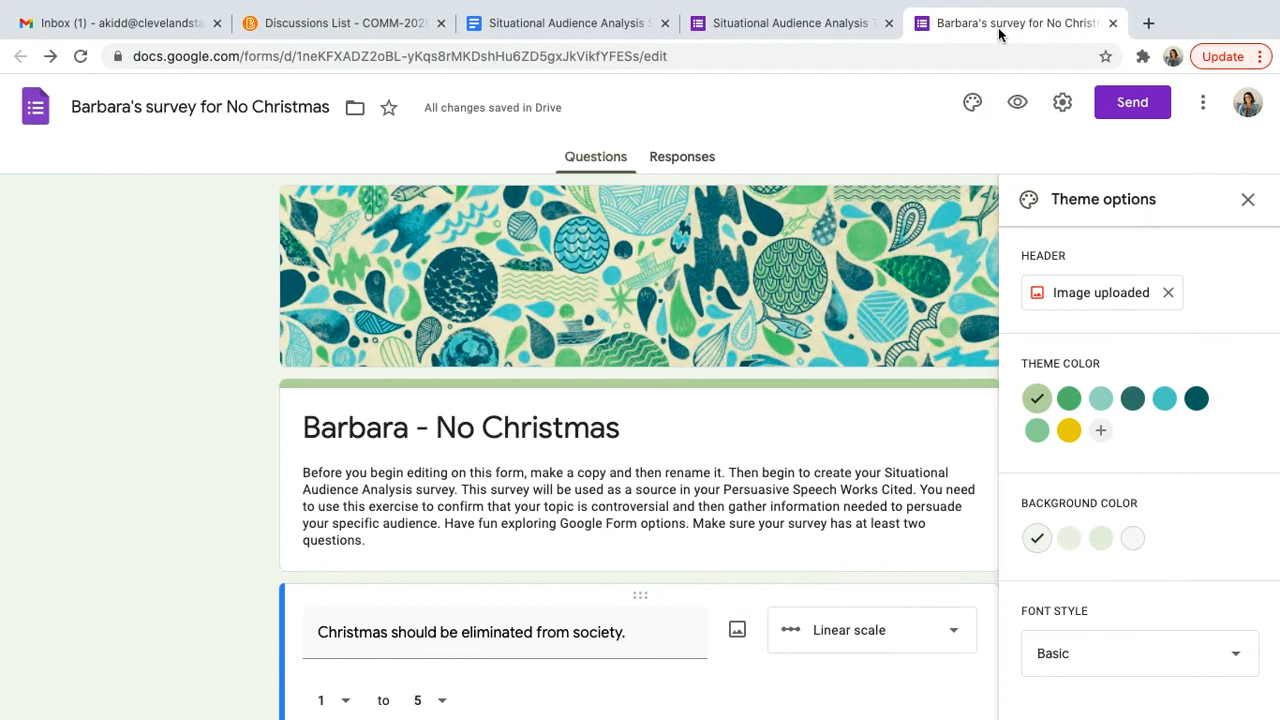 Inbox (1) – akidd@clevelandsta
Discussions List - COMM-2025
Situational Audience Analysis S
Situational Audience Analysis T
Barbara's survey for No Christm
docs.google.com/forms/d/1neKFXADZ2oBL-yKqs8rMKDshHu6ZD5gxJkVikfYFESs/edit
Update
Barbara's survey for No Christmas
All changes saved in Drive
Send
Questions
Responses
Theme options
HEADER
Image uploaded
THEME COLOR
BACKGROUND COLOR
FONT STYLE
Basic
Barbara - No Christmas
Before you begin editing on this form, make a copy and then rename it. Then begin to create your Situational
Audience Analysis survey. This survey will be used as a source in your Persuasive Speech Works Cited. You need
to use this exercise to confirm that your topic is controversial and then gather information needed to persuade
your specific audience. Have fun exploring Google Form options. Make sure your survey has at least two
questions.
Christmas should be eliminated from society.
Linear scale
1 to 5